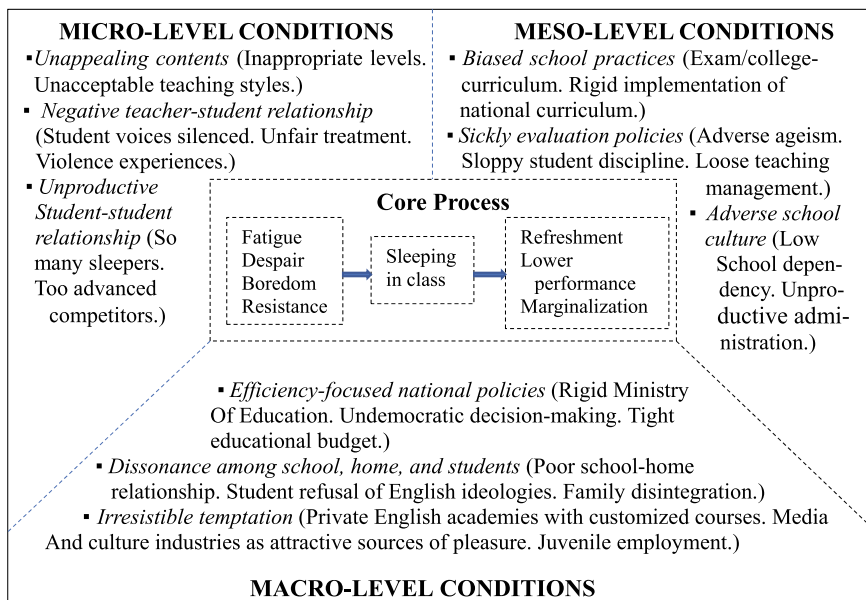 MICRO-LEVEL CONDITIONS
▪Unappealing contents (Inappropriate levels.
Unacceptable teaching styles.)
▪ Negative teacher-student relationship
(Student voices silenced. Unfair treatment.
Violence experiences.)
▪ Unproductive
Student-student
relationship (So
many sleepers.
Too advanced
competitors.)
MESO-LEVEL CONDITIONS
▪ Biased school practices (Exam/college-
curriculum. Rigid implementation of
national curriculum.)
▪Sickly evaluation policies (Adverse ageism.
Sloppy student discipline. Loose teaching
management.)
▪ Adverse school
culture (Low
School depen-
dency. Unpro-
ductive admi-
nistration.)
Core Process
Fatigue
Despair
Boredom
Resistance
Sleeping
in class
Refreshment
Lower
performance
Marginalization
▪ Efficiency-focused national policies (Rigid Ministry
Of Education. Undemocratic decision-making. Tight
educational budget.)
▪ Dissonance among school, home, and students (Poor school-home
relationship. Student refusal of English ideologies. Family disintegration.)
▪ Irresistible temptation (Private English academies with customized courses. Media
And culture industries as attractive sources of pleasure. Juvenile employment.)
MACRO-LEVEL CONDITIONS